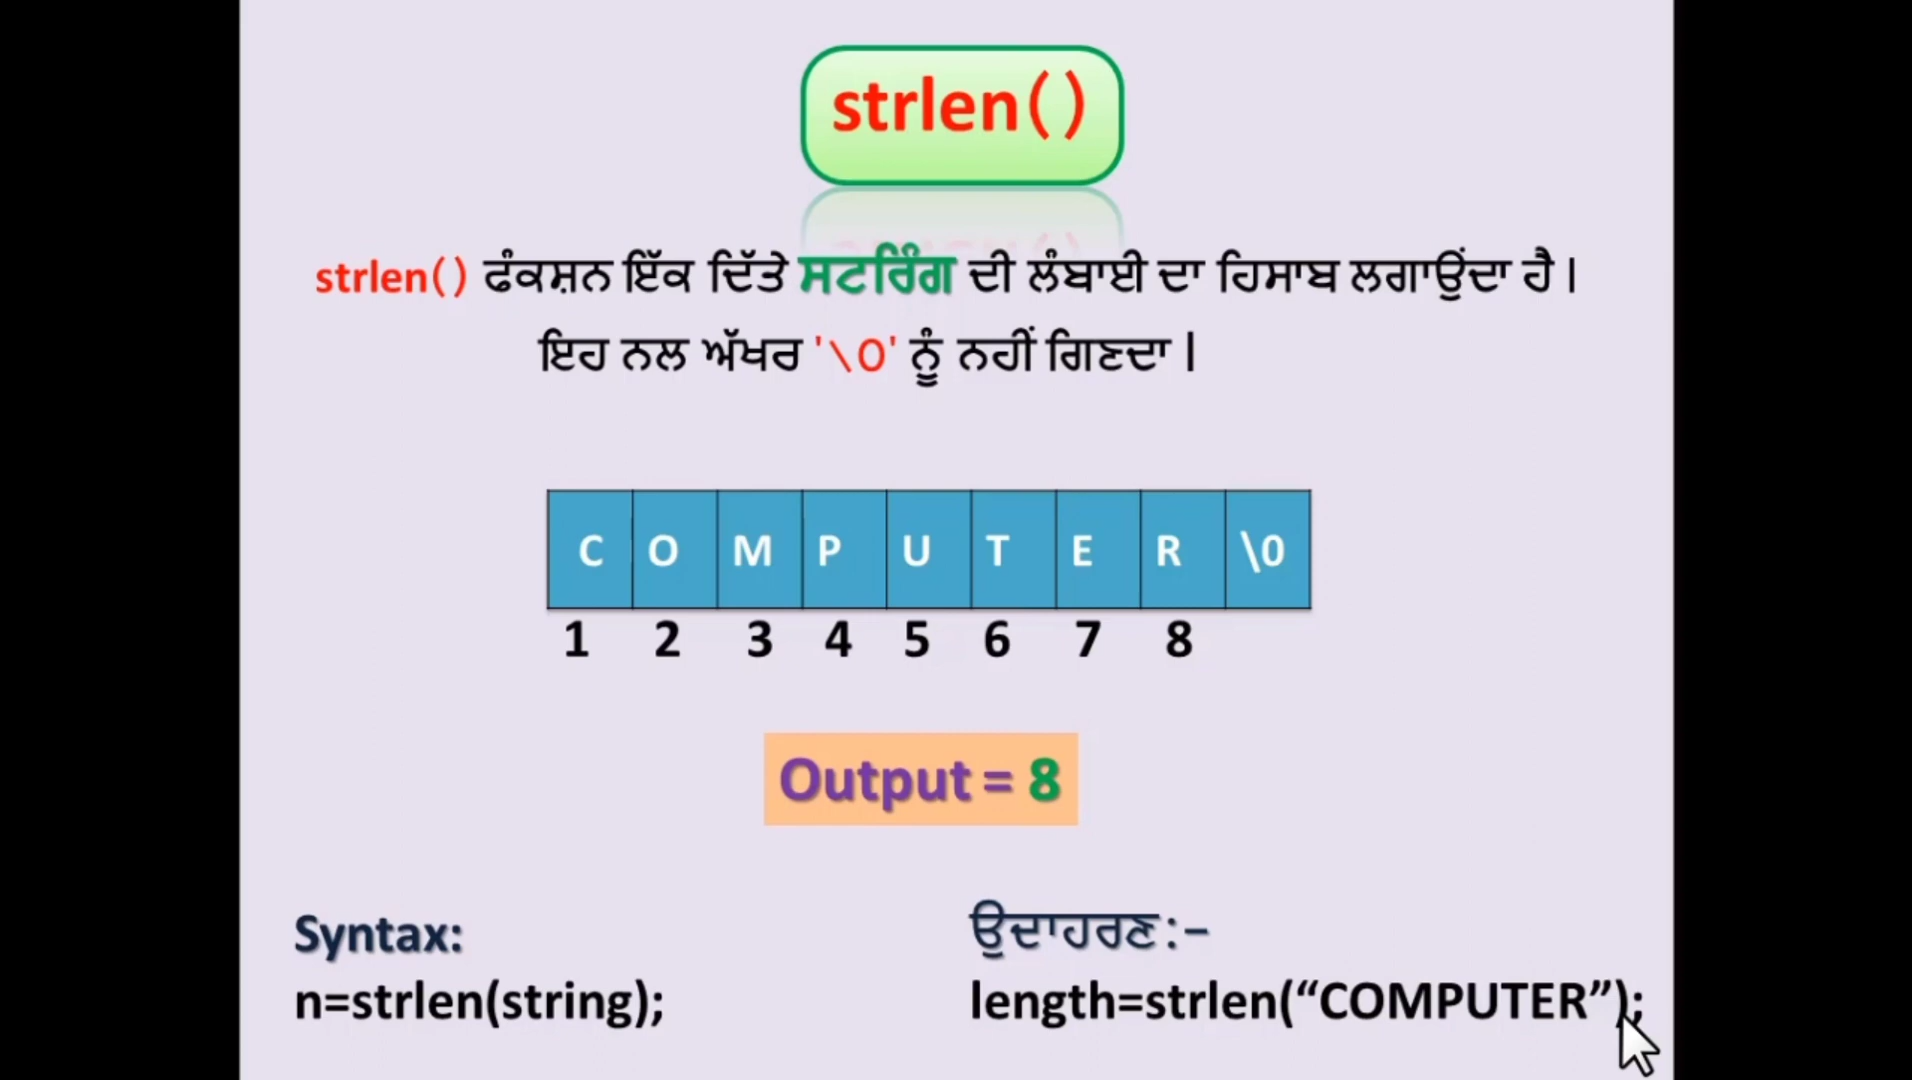 strlen()
strlen() ਫੰਕਸ਼ਨ ਇੱਕ ਦਿੱਤੇ ਸਟਰਿੰਗ ਦੀ ਲੰਬਾਈ ਦਾ ਹਿਸਾਬ ਲਗਾਉਂਦਾ ਹੈ।
ਇਹ ਨਲ ਅੱਖਰ '\0' ਨੂੰ ਨਹੀਂ ਗਿਣਦਾ।
C O M P U T E R \0
1 2 3 4 5 6 7 8
Output = 8
Syntax:
n=strlen(string);
ਉਦਾਹਰਣ:-
length=strlen(“COMPUTER”);